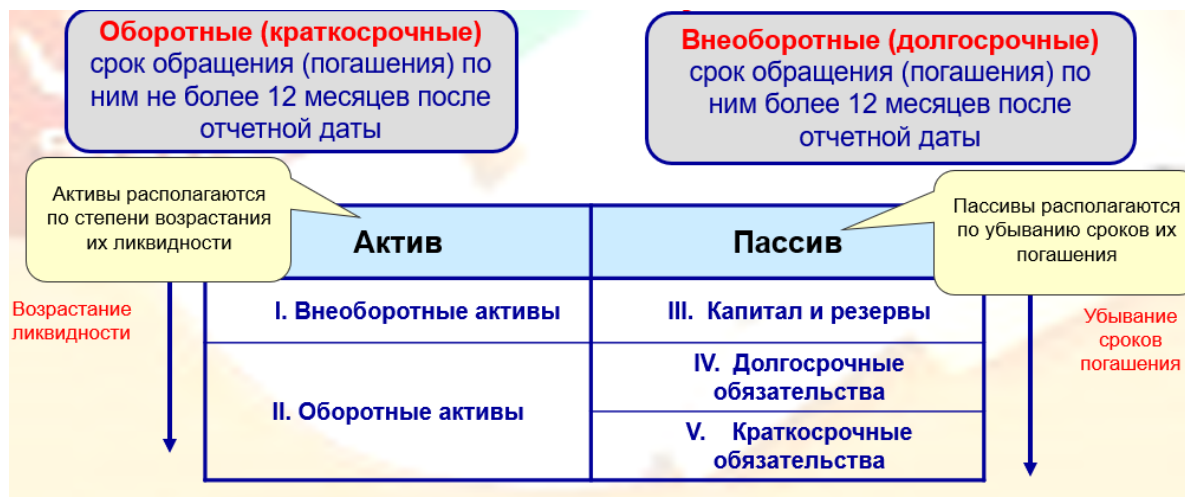 Оборотные (краткосрочные)
срок обращения (погашения) по
ним не более 12 месяцев после
отчетной даты
Внеоборотные (долгосрочные)
срок обращения (погашения) по
ним более 12 месяцев после
отчетной даты
Активы располагаются
по степени возрастания
их ликвидности
Пассивы располагаются
по убыванию сроков их
погашения
Актив
Пассив
Возрастание
ликвидности
I. Внеоборотные активы
III. Капитал и резервы
Убывание
сроков
погашения
II. Оборотные активы
IV. Долгосрочные
обязательства
V. Краткосрочные
обязательства